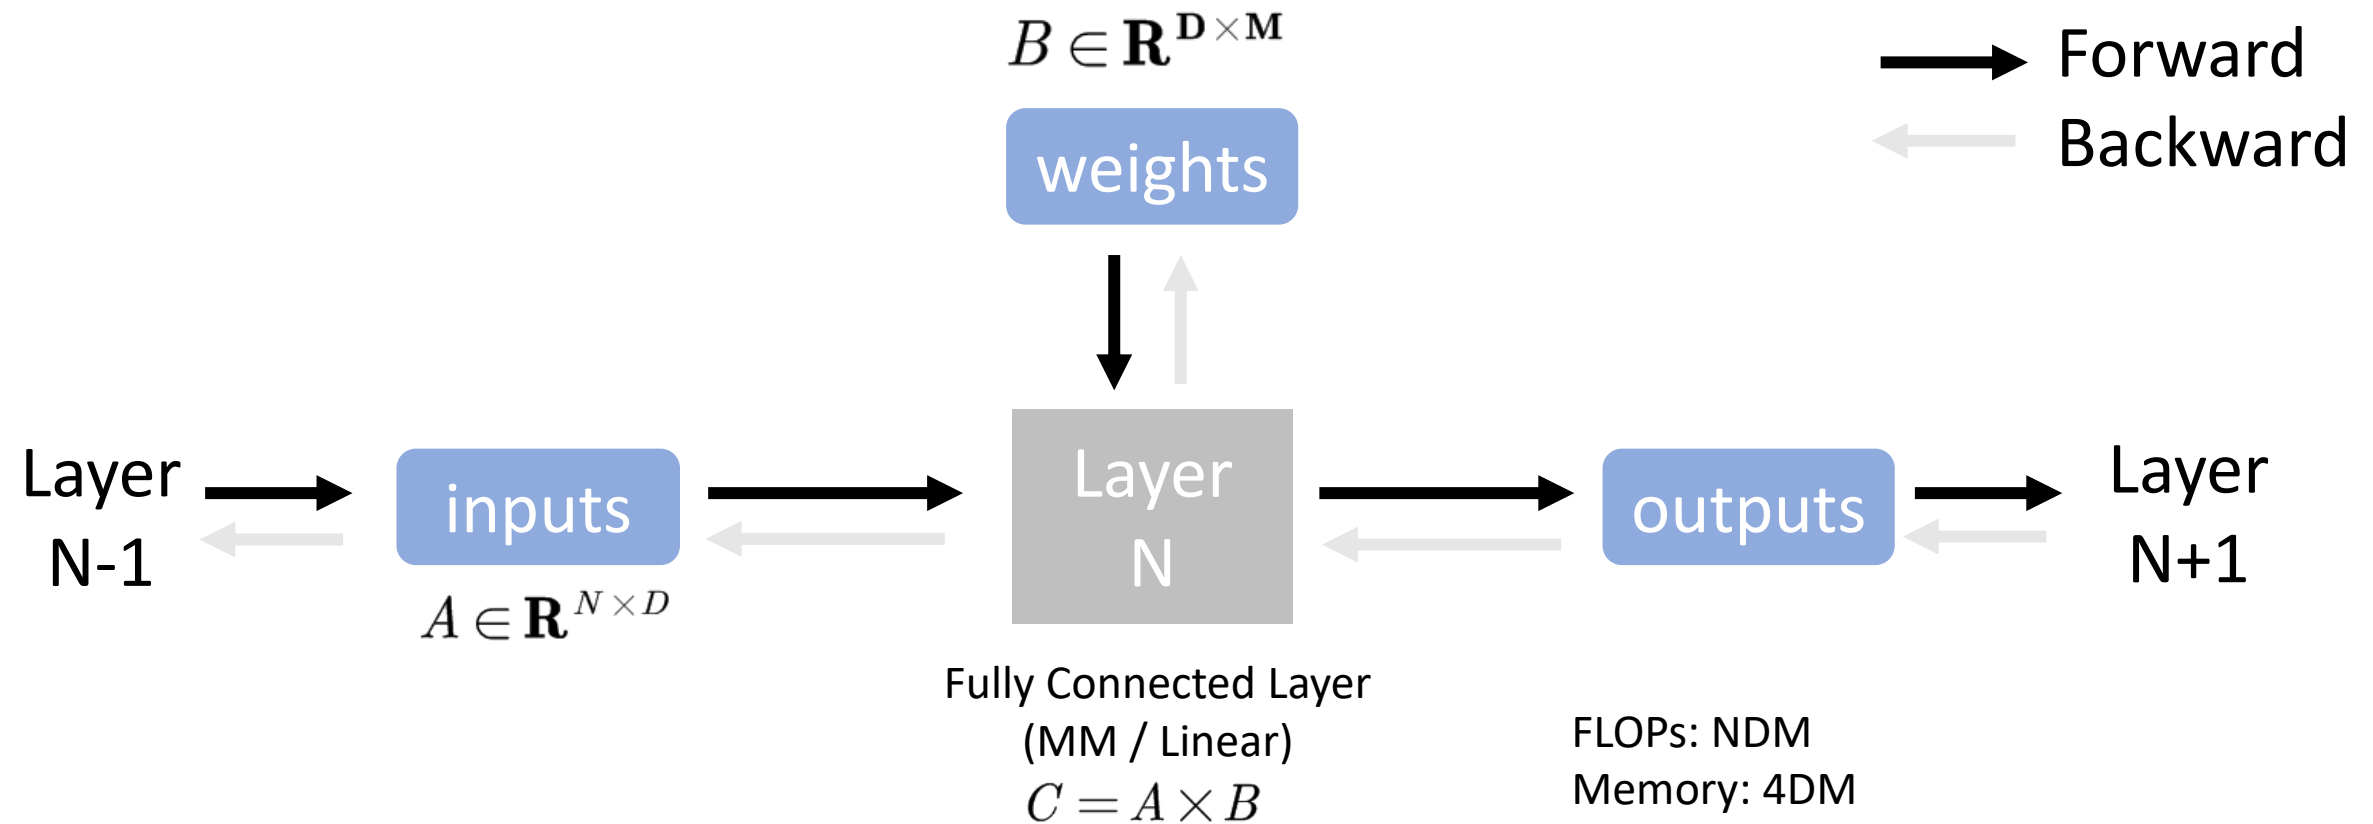 B ∈ R^{D×M}
Forward
Backward
weights
Layer
N-1
inputs
A ∈ R^{N×D}
Layer
N
outputs
Layer
N+1
Fully Connected Layer
(MM / Linear)
C = A × B
FLOPs: NDM
Memory: 4DM